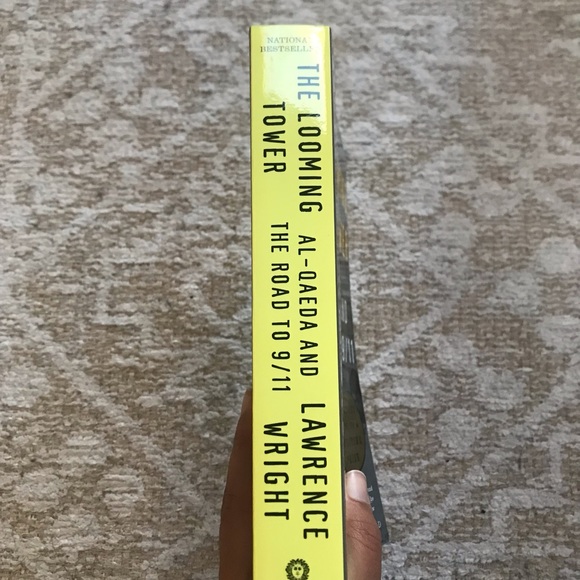 NATIONAL
BESTSELLER
THE LOOMING
TOWER
AL-QAEDA AND
THE ROAD TO 9/11
LAWRENCE
WRIGHT